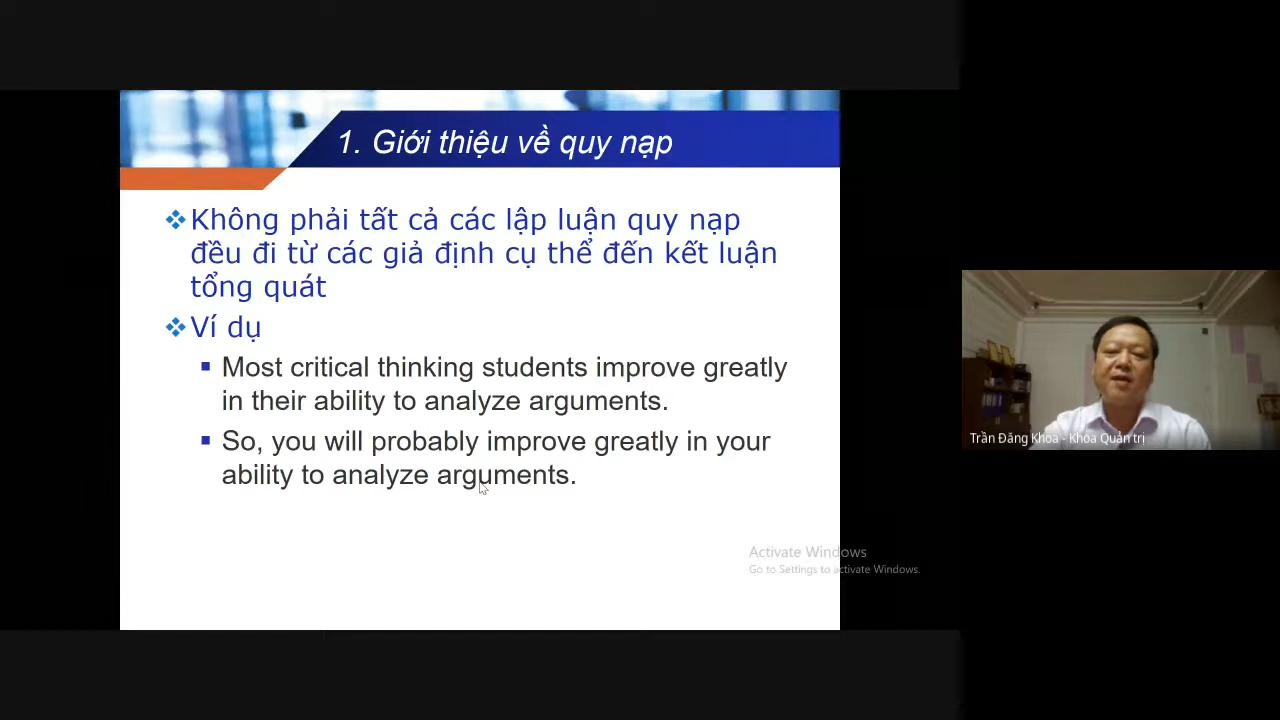 1. Giới thiệu về quy nạp
Không phải tất cả các lập luận quy nạp
đều đi từ các giả định cụ thể đến kết luận
tổng quát
Ví dụ
Most critical thinking students improve greatly
in their ability to analyze arguments.
So, you will probably improve greatly in your
ability to analyze arguments.
Activate Windows
Go to Settings to activate Windows.
Trần Đăng Khoa - Khoa Quản trị